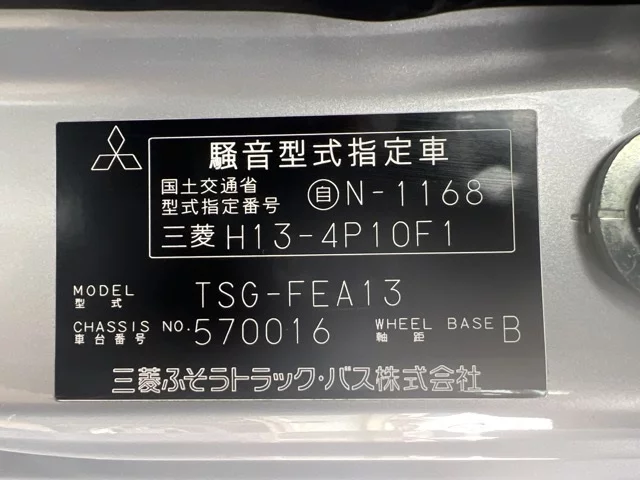 騒音型式指定車
国土交通省
型式指定番号 自N-1168
三菱 H13-4P10F1
MODEL
型式 TSG-FEA13
CHASSIS NO. 570016 WHEEL BASE B
車台番号 軸距
三菱ふそうトラック・バス株式会社